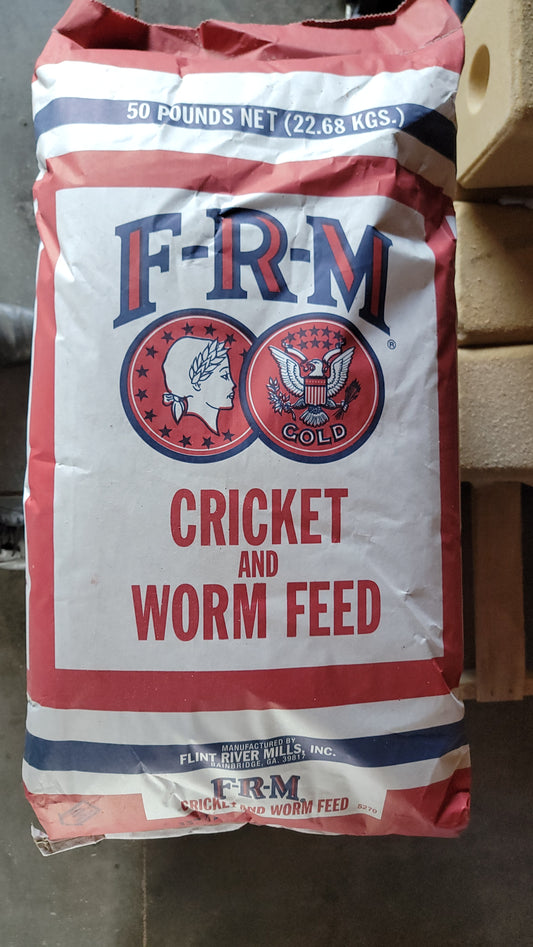 50 POUNDS NET (22.68 KGS.)
F-R-M
®
GOLD
CRICKET
AND
WORM FEED
MANUFACTURED BY
FLINT RIVER MILLS, INC.
BAINBRIDGE, GA. 39817
F-R-M
CRICKET AND WORM FEED 5270